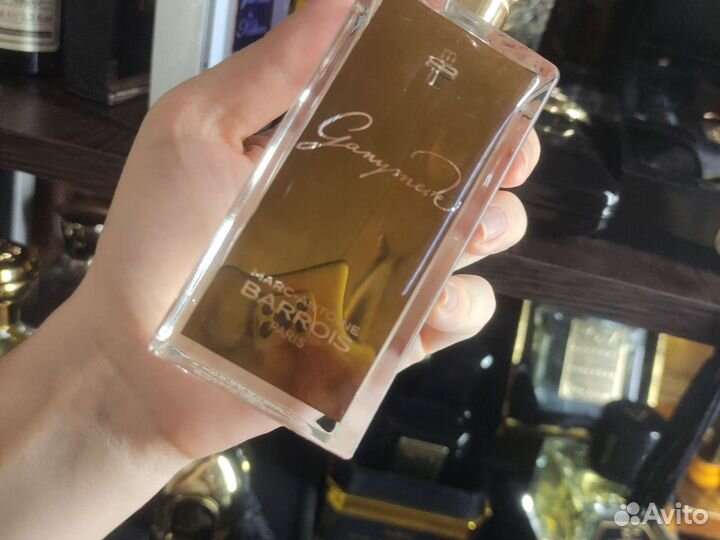 Ganymede
MARC-ANTOINE
BARROIS
PARIS
Avito